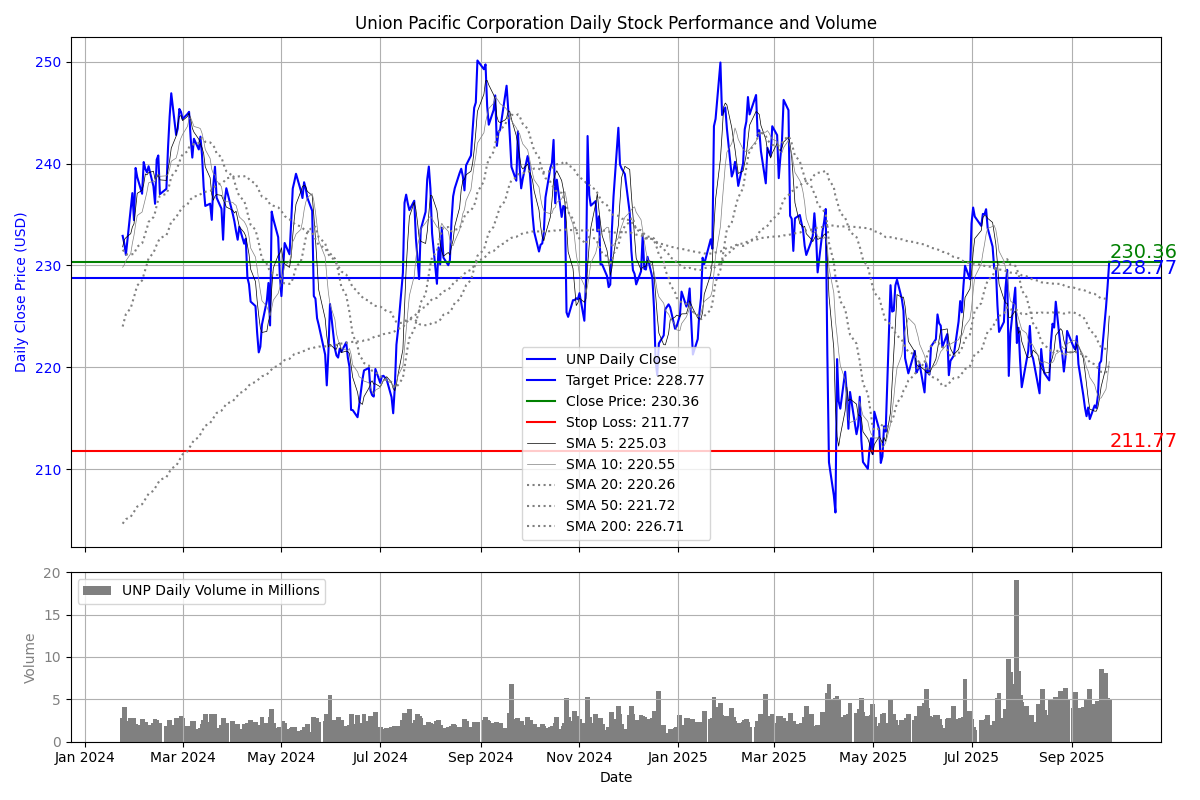 Union Pacific Corporation Daily Stock Performance and Volume
Daily Close Price (USD)
250
240
230
220
210
230.36
228.77
211.77
UNP Daily Close
Target Price: 228.77
Close Price: 230.36
Stop Loss: 211.77
SMA 5: 225.03
SMA 10: 220.55
SMA 20: 220.26
SMA 50: 221.72
SMA 200: 226.71
Volume
20
15
10
5
0
UNP Daily Volume in Millions
Jan 2024 Mar 2024 May 2024 Jul 2024 Sep 2024 Nov 2024 Jan 2025 Mar 2025 May 2025 Jul 2025 Sep 2025
Date